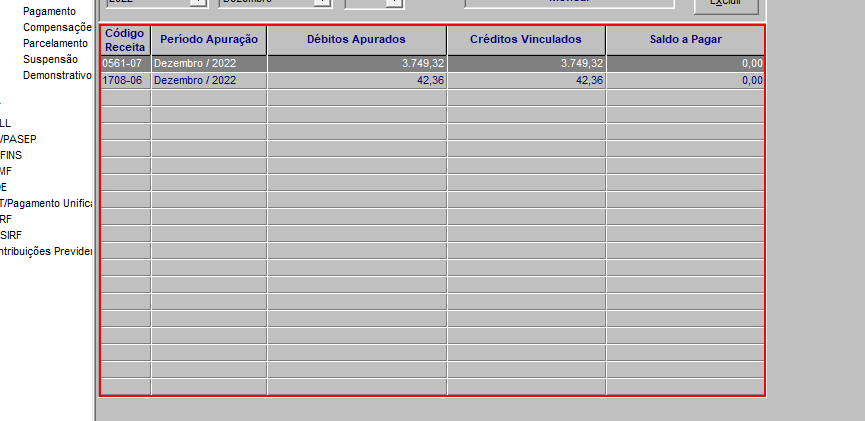 Pagamento
Compensaçõe
Parcelamento
Suspensão
Demonstrativo
LL
/PASEP
FINS
MF
DE
T/Pagamento Unifica
RF
SIRF
ntribuições Previder
2022
Dezembro
Mensal
Excluir
Código Receita
Período Apuração
Débitos Apurados
Créditos Vinculados
Saldo a Pagar
0561-07 Dezembro / 2022 3.749,32 3.749,32 0,00
1708-06 Dezembro / 2022 42,36 42,36 0,00